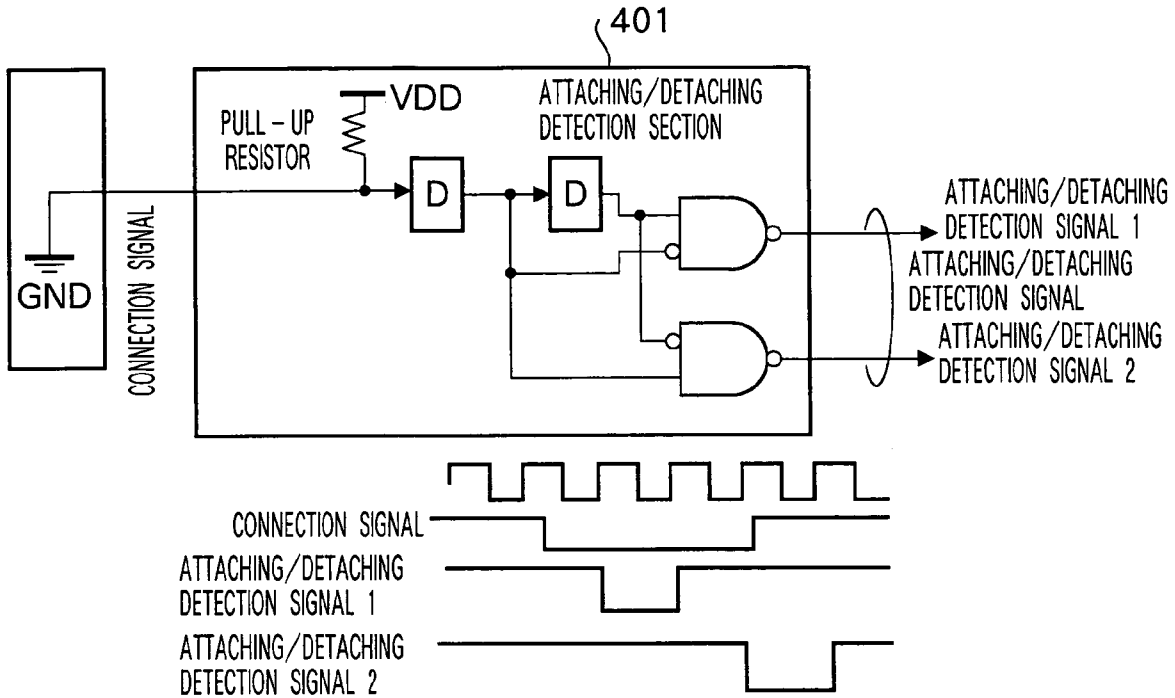 401
VDD
PULL-UP
RESISTOR
ATTACHING/DETACHING
DETECTION SECTION
D
D
GND
CONNECTION SIGNAL
ATTACHING/DETACHING
DETECTION SIGNAL 1
ATTACHING/DETACHING
DETECTION SIGNAL
ATTACHING/DETACHING
DETECTION SIGNAL 2
CONNECTION SIGNAL
ATTACHING/DETACHING
DETECTION SIGNAL 1
ATTACHING/DETACHING
DETECTION SIGNAL 2